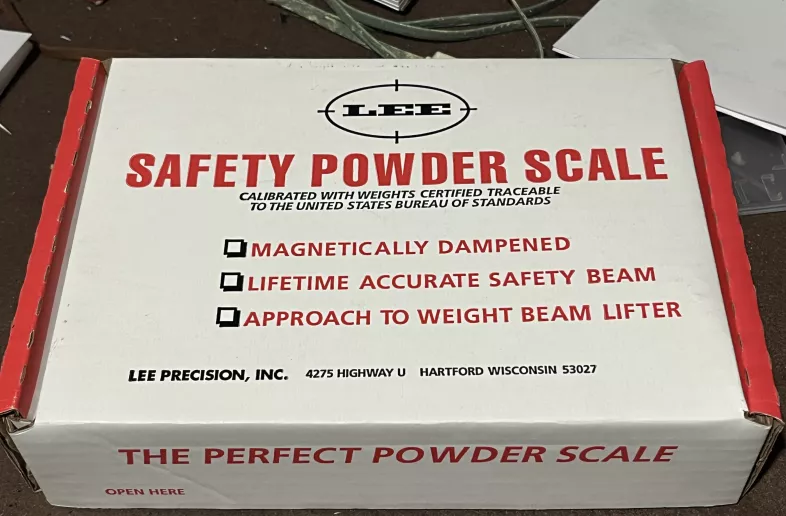 LEE
SAFETY POWDER SCALE
CALIBRATED WITH WEIGHTS CERTIFIED TRACEABLE
TO THE UNITED STATES BUREAU OF STANDARDS
MAGNETICALLY DAMPENED
LIFETIME ACCURATE SAFETY BEAM
APPROACH TO WEIGHT BEAM LIFTER
LEE PRECISION, INC. 4275 HIGHWAY U HARTFORD WISCONSIN 53027
THE PERFECT POWDER SCALE
OPEN HERE